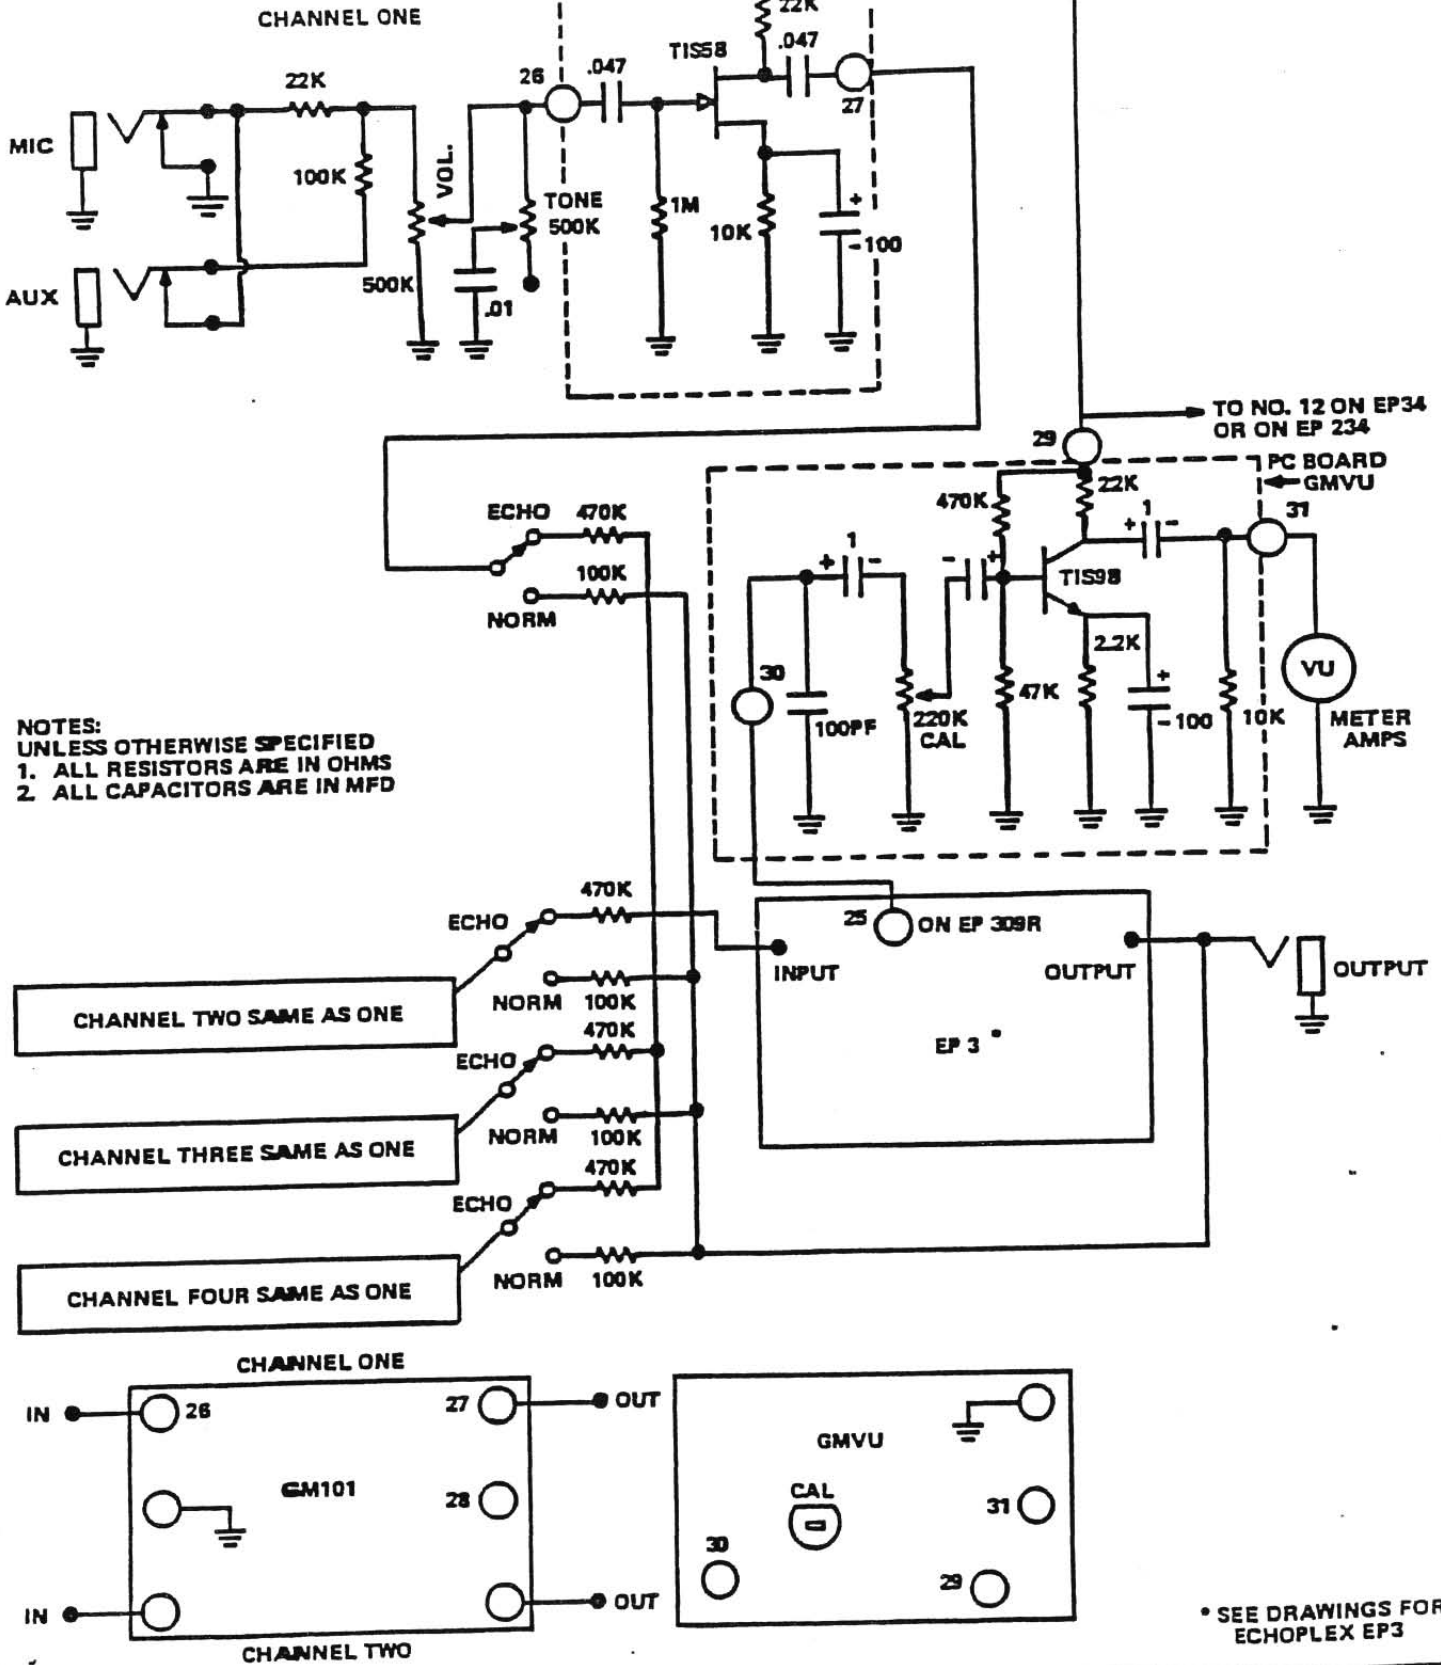 CHANNEL ONE
22K
TIS58
.047
26
.047
27
22K
MIC
100K
VOL.
TONE
500K
1M
10K
+
-100
AUX
500K
.01
TO NO. 12 ON EP34
OR ON EP 234
29
PC BOARD
GMVU
22K
470K
1
+ -
31
ECHO
470K
100K
NORM
1
+ -
- +
TIS98
2.2K
30
47K
+
-100
10K
VU
METER
AMPS
100PF
220K
CAL
NOTES:
UNLESS OTHERWISE SPECIFIED
1. ALL RESISTORS ARE IN OHMS
2. ALL CAPACITORS ARE IN MFD
470K
ECHO
25
ON EP 309R
INPUT
OUTPUT
OUTPUT
NORM
100K
CHANNEL TWO SAME AS ONE
470K
ECHO
EP 3 *
NORM
100K
CHANNEL THREE SAME AS ONE
470K
ECHO
NORM
100K
CHANNEL FOUR SAME AS ONE
CHANNEL ONE
IN
26
27
OUT
GM101
28
IN
OUT
CHANNEL TWO
GMVU
CAL
31
30
29
* SEE DRAWINGS FOR
ECHOPLEX EP3